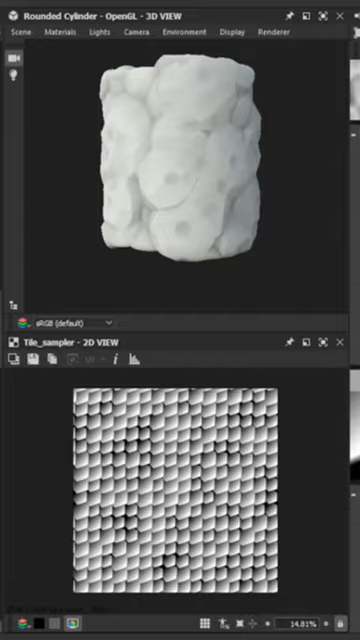 Rounded Cylinder - OpenGL - 3D VIEW
Scene Materials Lights Camera Environment Display Renderer
sRGB (default)
Tile_sampler - 2D VIEW
14.81%